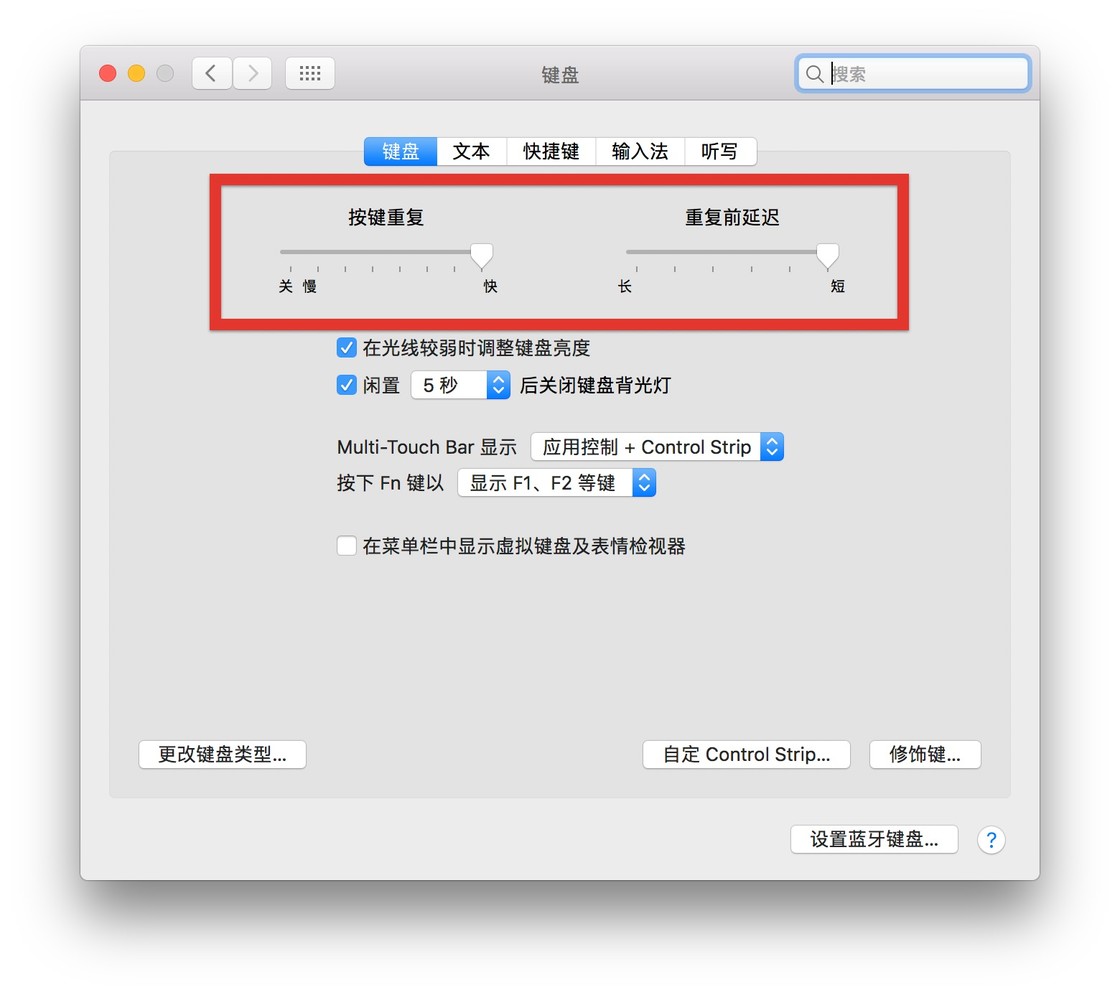 键盘
搜索
键盘 文本 快捷键 输入法 听写
按键重复 重复前延迟
关 慢 快 长 短
在光线较弱时调整键盘亮度
闲置 5 秒 后关闭键盘背光灯
Multi-Touch Bar 显示 应用控制 + Control Strip
按下 Fn 键以 显示 F1、F2 等键
在菜单栏中显示虚拟键盘及表情检视器
更改键盘类型... 自定 Control Strip... 修饰键...
设置蓝牙键盘... ?